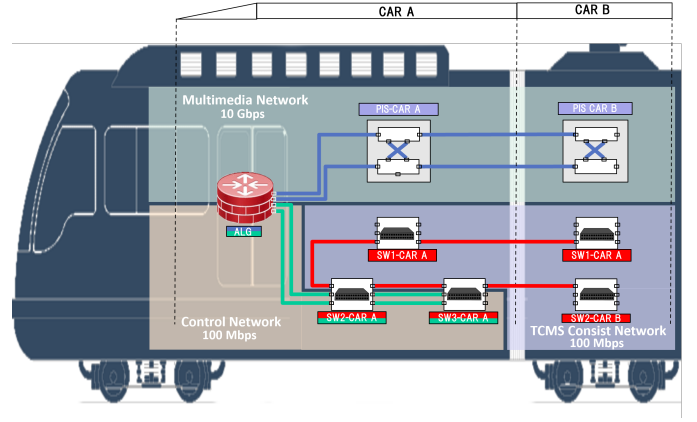 CAR A
CAR B
Multimedia Network
10 Gbps
PIS-CAR A
PIS CAR B
ALG
SW1-CAR A
SW1-CAR A
SW2-CAR A
SW3-CAR A
SW2-CAR B
Control Network
100 Mbps
TCMS Consist Network
100 Mbps